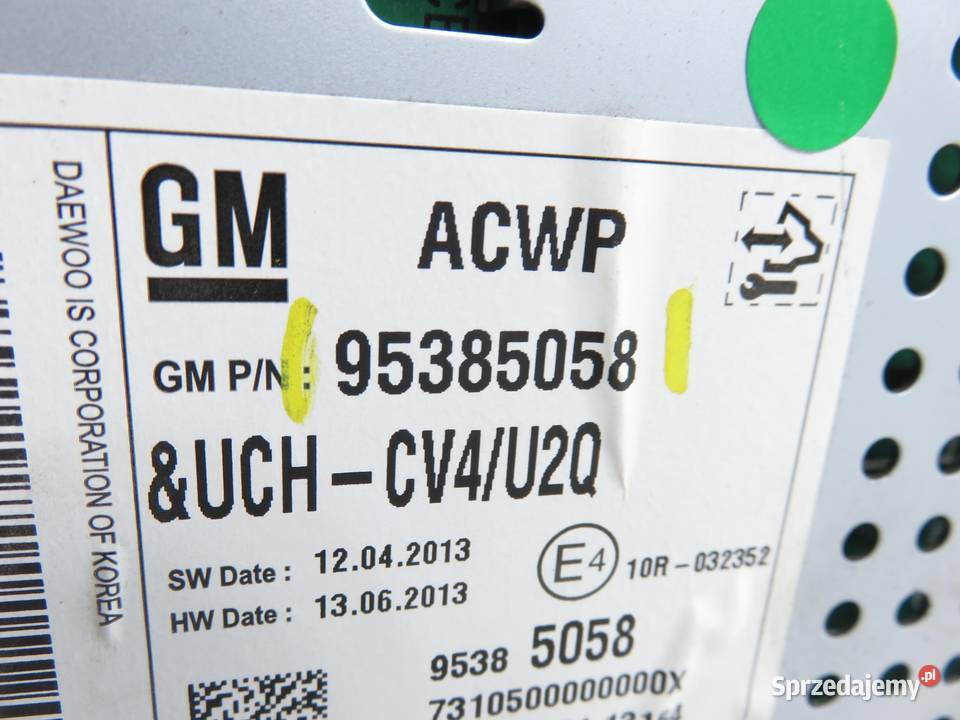 DAEWOO IS CORPORATION OF KOREA
GM ACWP
GM P/N : 95385058
&UCH-CV4/U2Q
SW Date : 12.04.2013
HW Date : 13.06.2013
E4 10R-032352
9538 5058
7310500000000X
Sprzedajemy.pl